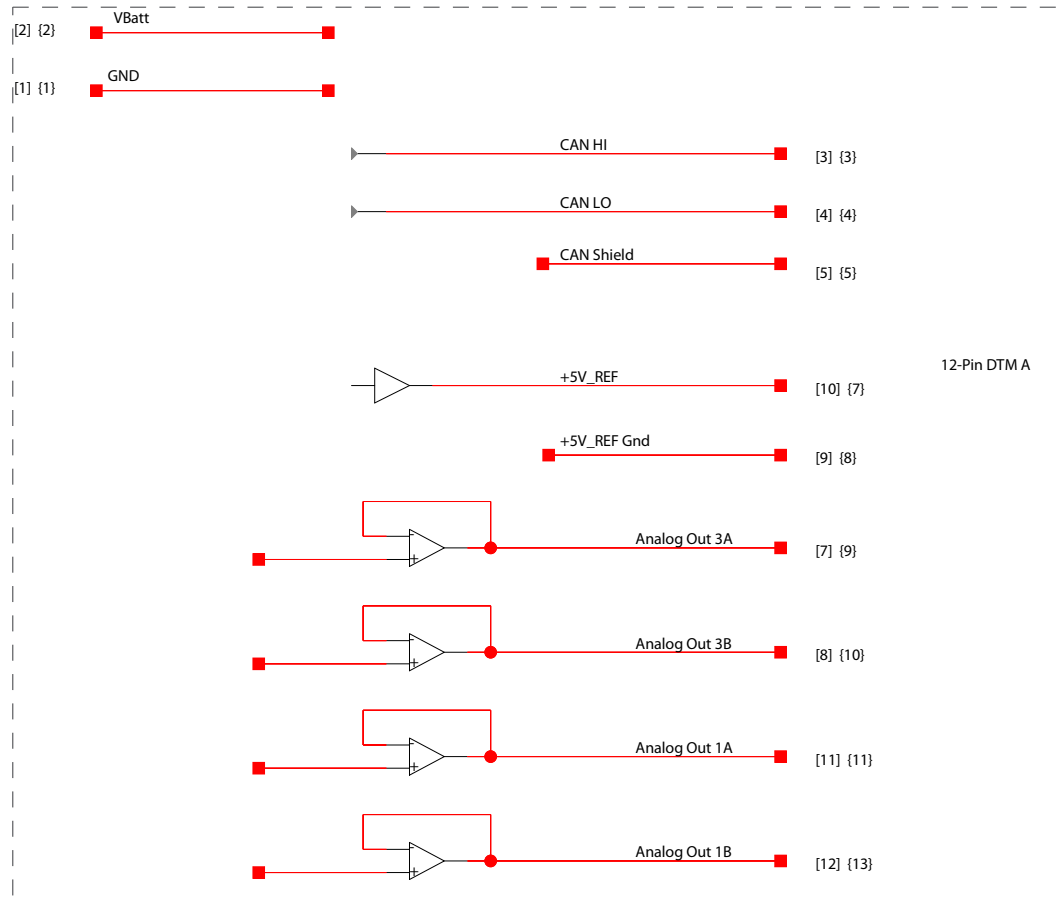 VBatt
[2] {2}
GND
[1] {1}
CAN HI
[3] {3}
CAN LO
[4] {4}
CAN Shield
[5] {5}
12-Pin DTM A
+5V_REF
[10] {7}
+5V_REF Gnd
[9] {8}
-
+
Analog Out 3A
[7] {9}
-
+
Analog Out 3B
[8] {10}
-
+
Analog Out 1A
[11] {11}
-
+
Analog Out 1B
[12] {13}